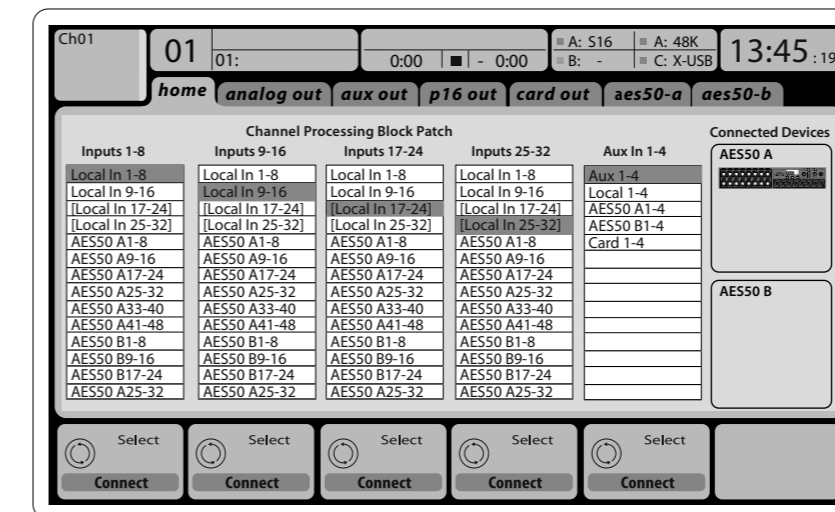 Ch01
01
01:
0:00 - 0:00
A: S16
B: -
A: 48K
C: X-USB
13:45 : 19
home analog out aux out p16 out card out aes50-a aes50-b
Channel Processing Block Patch
Inputs 1-8
Local In 1-8
Local In 9-16
[Local In 17-24]
[Local In 25-32]
AES50 A1-8
AES50 A9-16
AES50 A17-24
AES50 A25-32
AES50 A33-40
AES50 A41-48
AES50 B1-8
AES50 B9-16
AES50 B17-24
AES50 A25-32
Inputs 9-16
Local In 1-8
Local In 9-16
[Local In 17-24]
[Local In 25-32]
AES50 A1-8
AES50 A9-16
AES50 A17-24
AES50 A25-32
AES50 A33-40
AES50 A41-48
AES50 B1-8
AES50 B9-16
AES50 B17-24
AES50 A25-32
Inputs 17-24
Local In 1-8
Local In 9-16
[Local In 17-24]
[Local In 25-32]
AES50 A1-8
AES50 A9-16
AES50 A17-24
AES50 A25-32
AES50 A33-40
AES50 A41-48
AES50 B1-8
AES50 B9-16
AES50 B17-24
AES50 A25-32
Inputs 25-32
Local In 1-8
Local In 9-16
[Local In 17-24]
[Local In 25-32]
AES50 A1-8
AES50 A9-16
AES50 A17-24
AES50 A25-32
AES50 A33-40
AES50 A41-48
AES50 B1-8
AES50 B9-16
AES50 B17-24
AES50 A25-32
Aux In 1-4
Aux 1-4
Local 1-4
AES50 A1-4
AES50 B1-4
Card 1-4
Connected Devices
AES50 A
AES50 B
Select
Connect
Select
Connect
Select
Connect
Select
Connect
Select
Connect